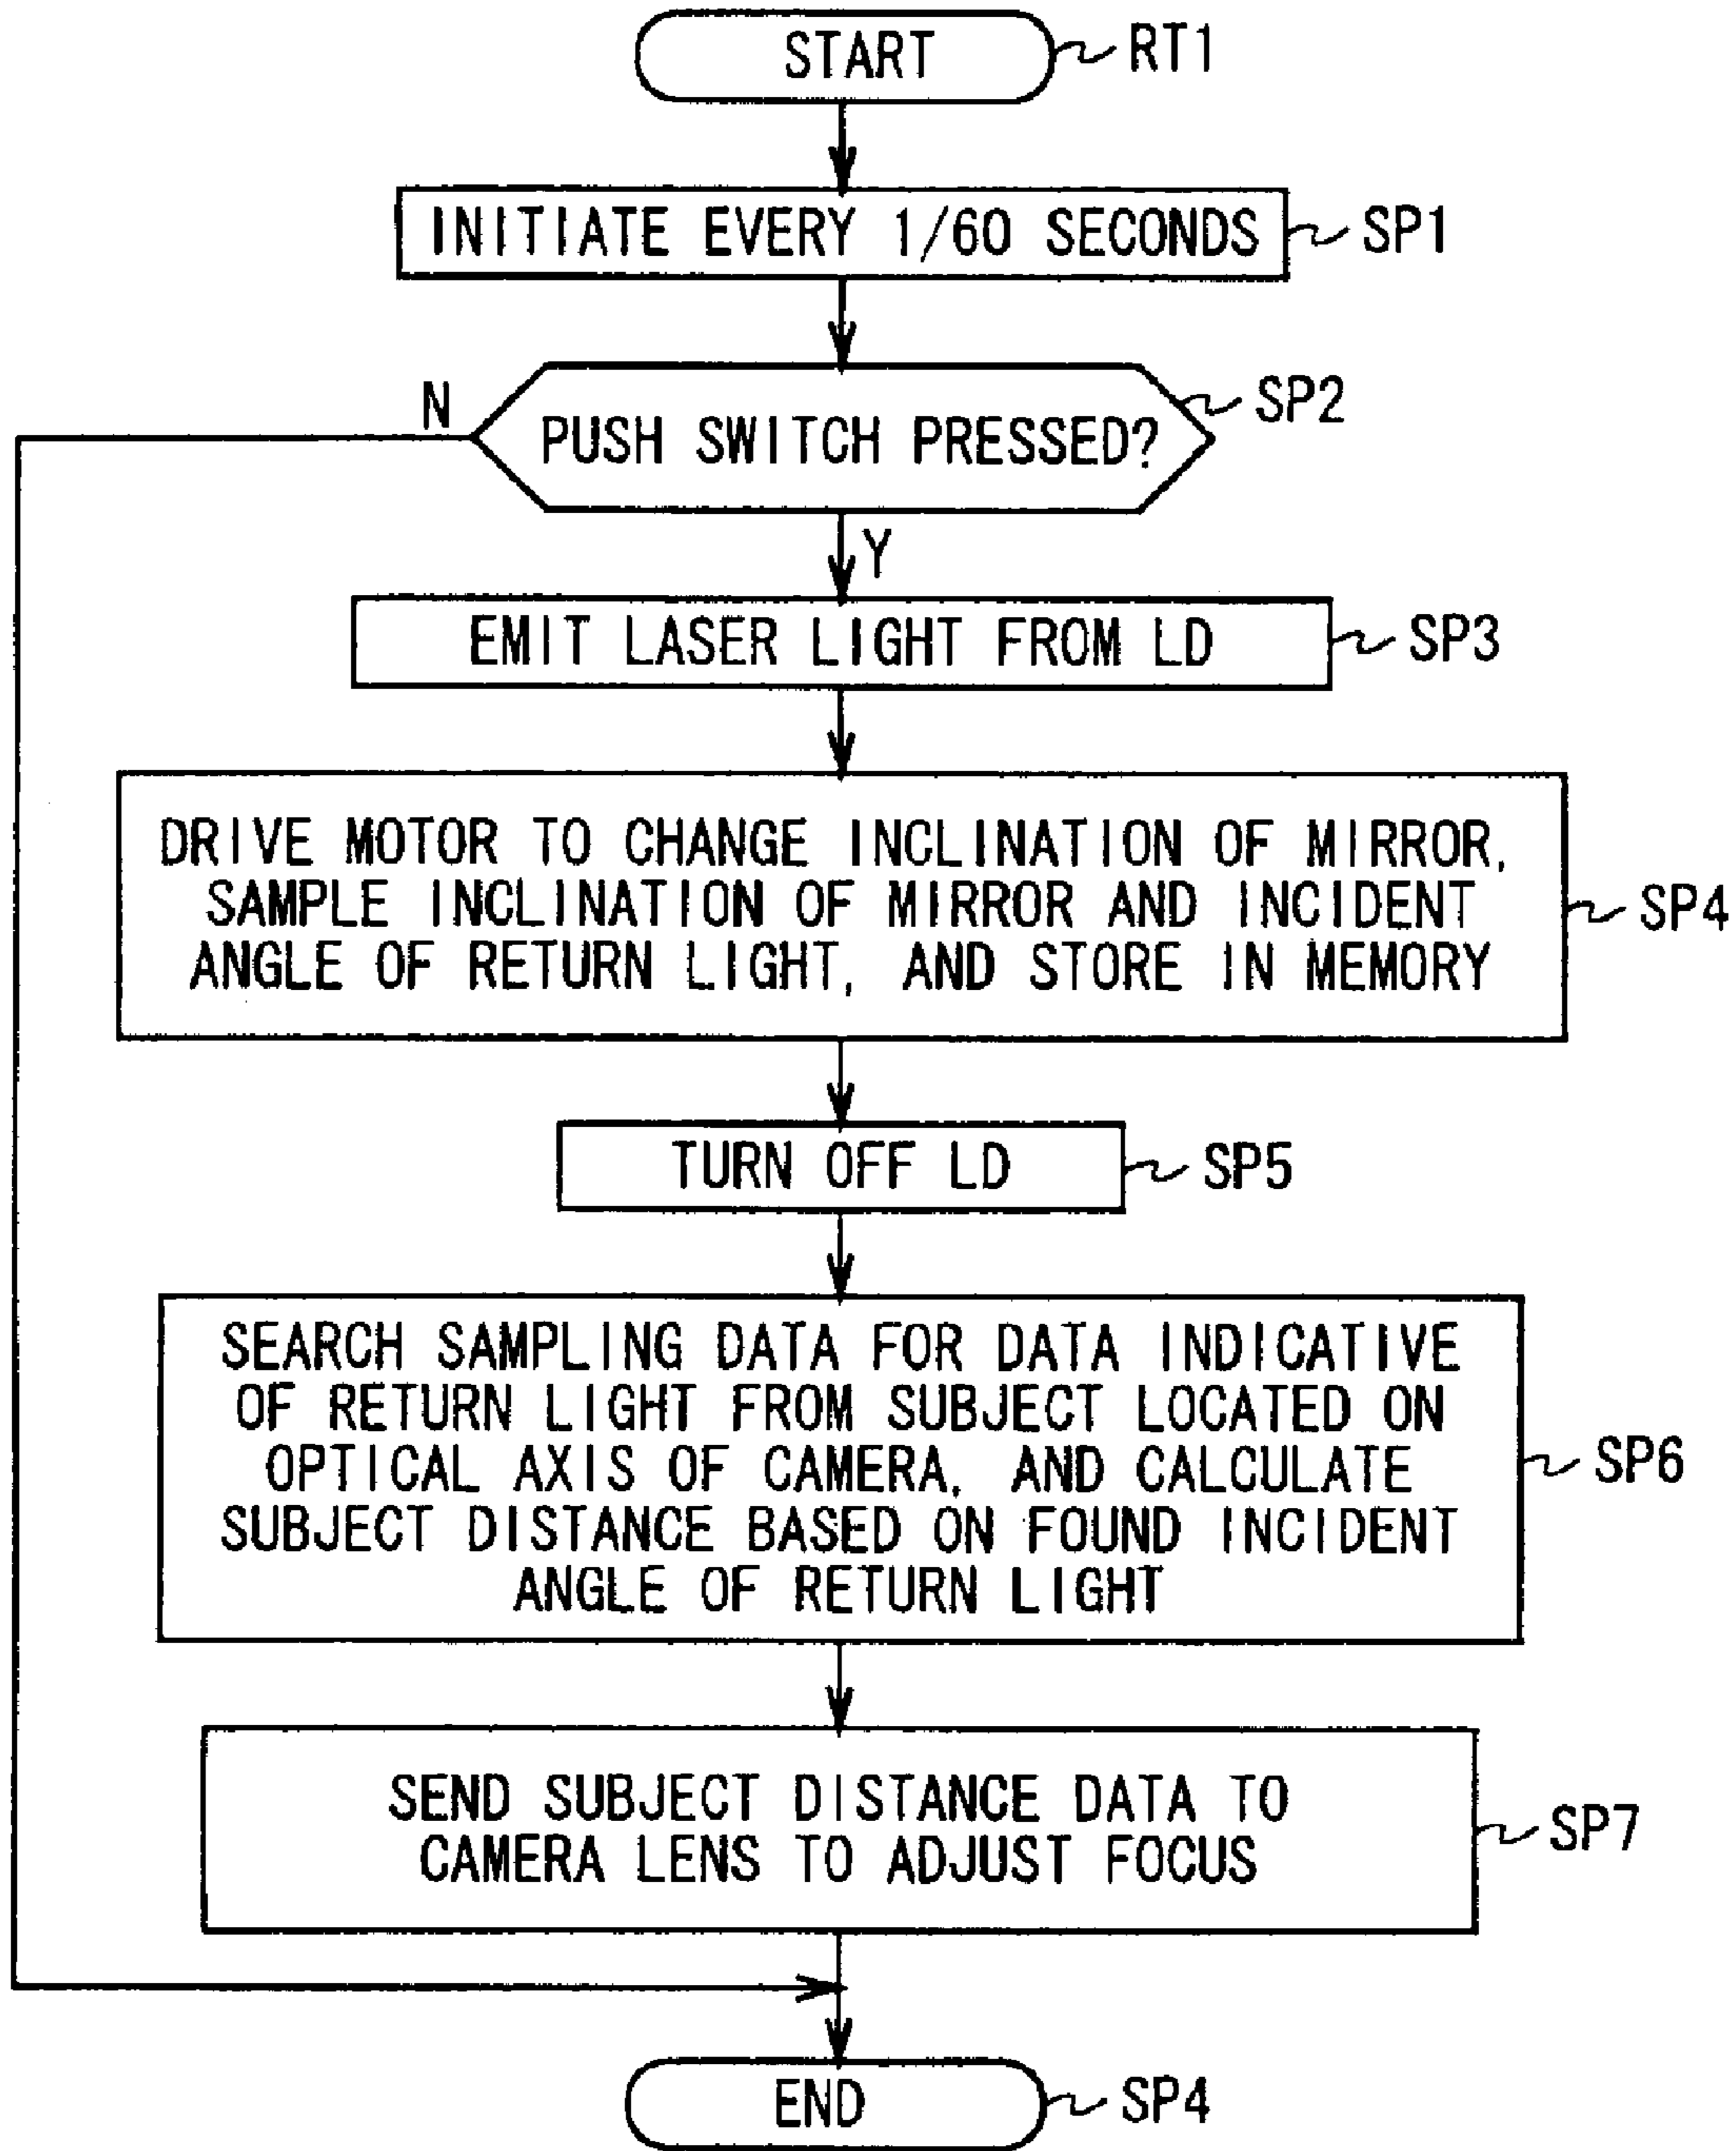 START
RT1
INITIATE EVERY 1/60 SECONDS
SP1
PUSH SWITCH PRESSED?
SP2
N
Y
EMIT LASER LIGHT FROM LD
SP3
DRIVE MOTOR TO CHANGE INCLINATION OF MIRROR,
SAMPLE INCLINATION OF MIRROR AND INCIDENT
ANGLE OF RETURN LIGHT, AND STORE IN MEMORY
SP4
TURN OFF LD
SP5
SEARCH SAMPLING DATA FOR DATA INDICATIVE
OF RETURN LIGHT FROM SUBJECT LOCATED ON
OPTICAL AXIS OF CAMERA, AND CALCULATE
SUBJECT DISTANCE BASED ON FOUND INCIDENT
ANGLE OF RETURN LIGHT
SP6
SEND SUBJECT DISTANCE DATA TO
CAMERA LENS TO ADJUST FOCUS
SP7
END
SP4